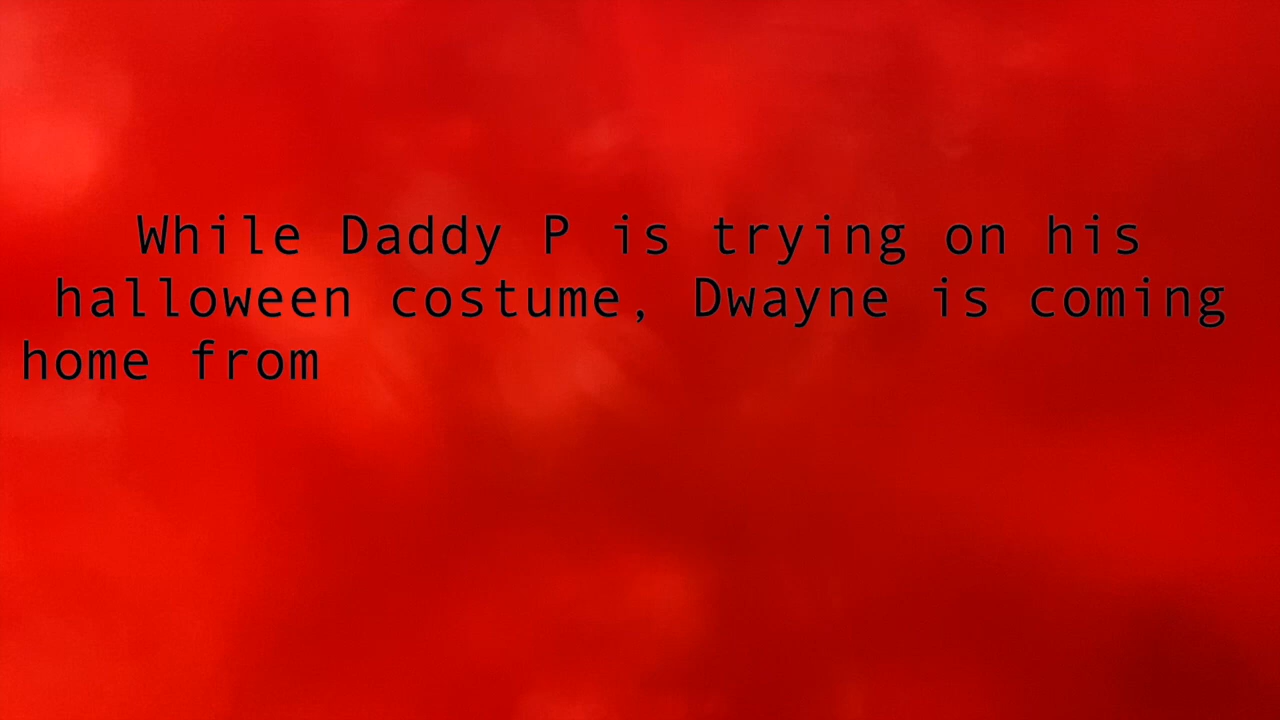 While Daddy P is trying on his
halloween costume, Dwayne is coming
home from